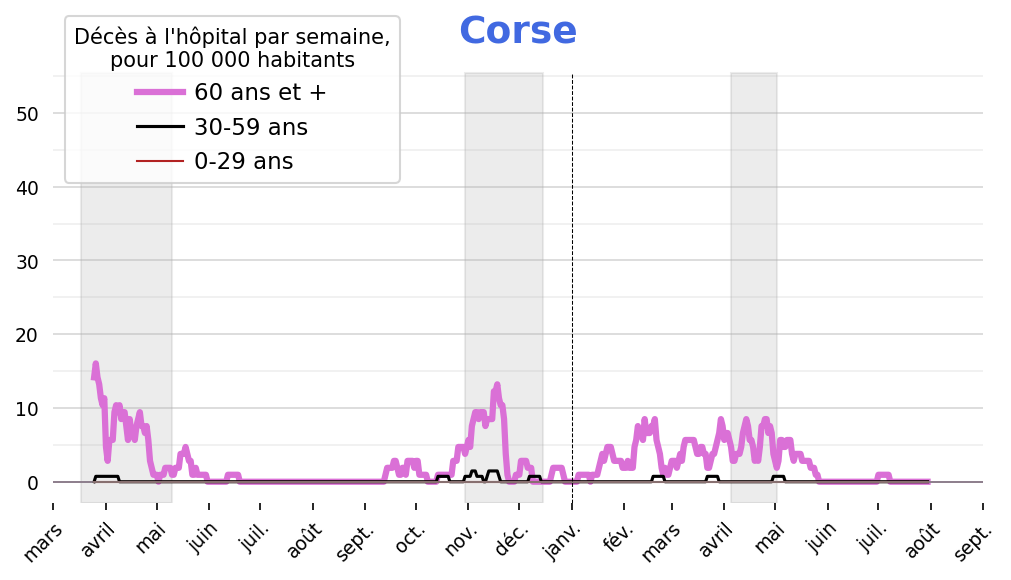 Corse
Décès à l'hôpital par semaine,
pour 100 000 habitants
60 ans et +
30-59 ans
0-29 ans
50
40
30
20
10
0
mars avril mai juin juil. août sept. oct. nov. déc. janv. fév. mars avril mai juin juil. août sept.